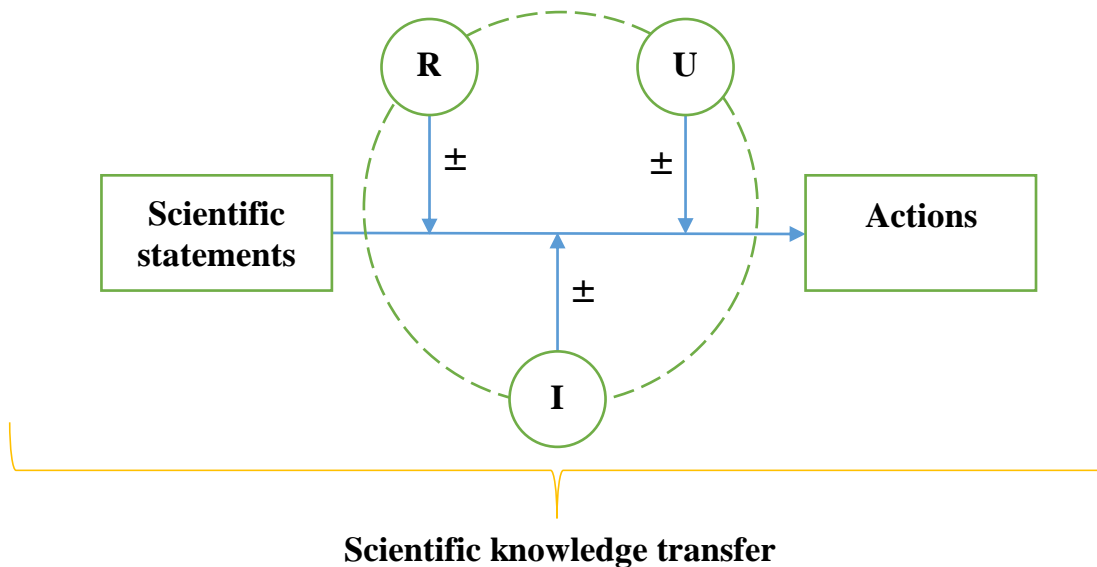 R
U
±
±
Scientific
statements
Actions
±
I
Scientific knowledge transfer